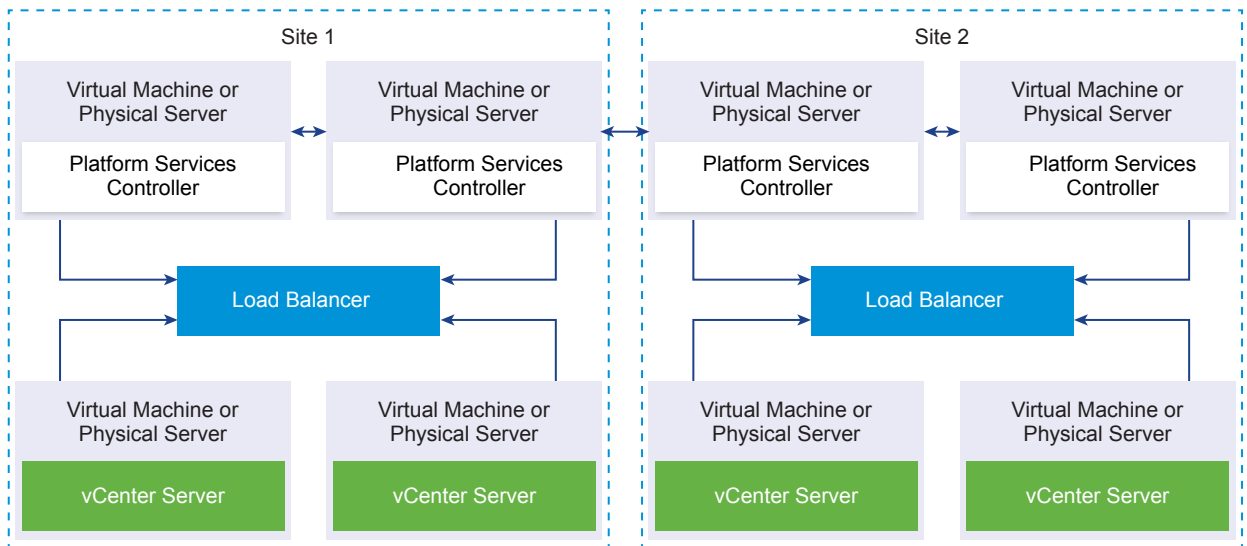 Site 1
Site 2
Virtual Machine or
Physical Server
Platform Services
Controller
Virtual Machine or
Physical Server
Platform Services
Controller
Virtual Machine or
Physical Server
Platform Services
Controller
Virtual Machine or
Physical Server
Platform Services
Controller
Load Balancer
Load Balancer
Virtual Machine or
Physical Server
vCenter Server
Virtual Machine or
Physical Server
vCenter Server
Virtual Machine or
Physical Server
vCenter Server
Virtual Machine or
Physical Server
vCenter Server